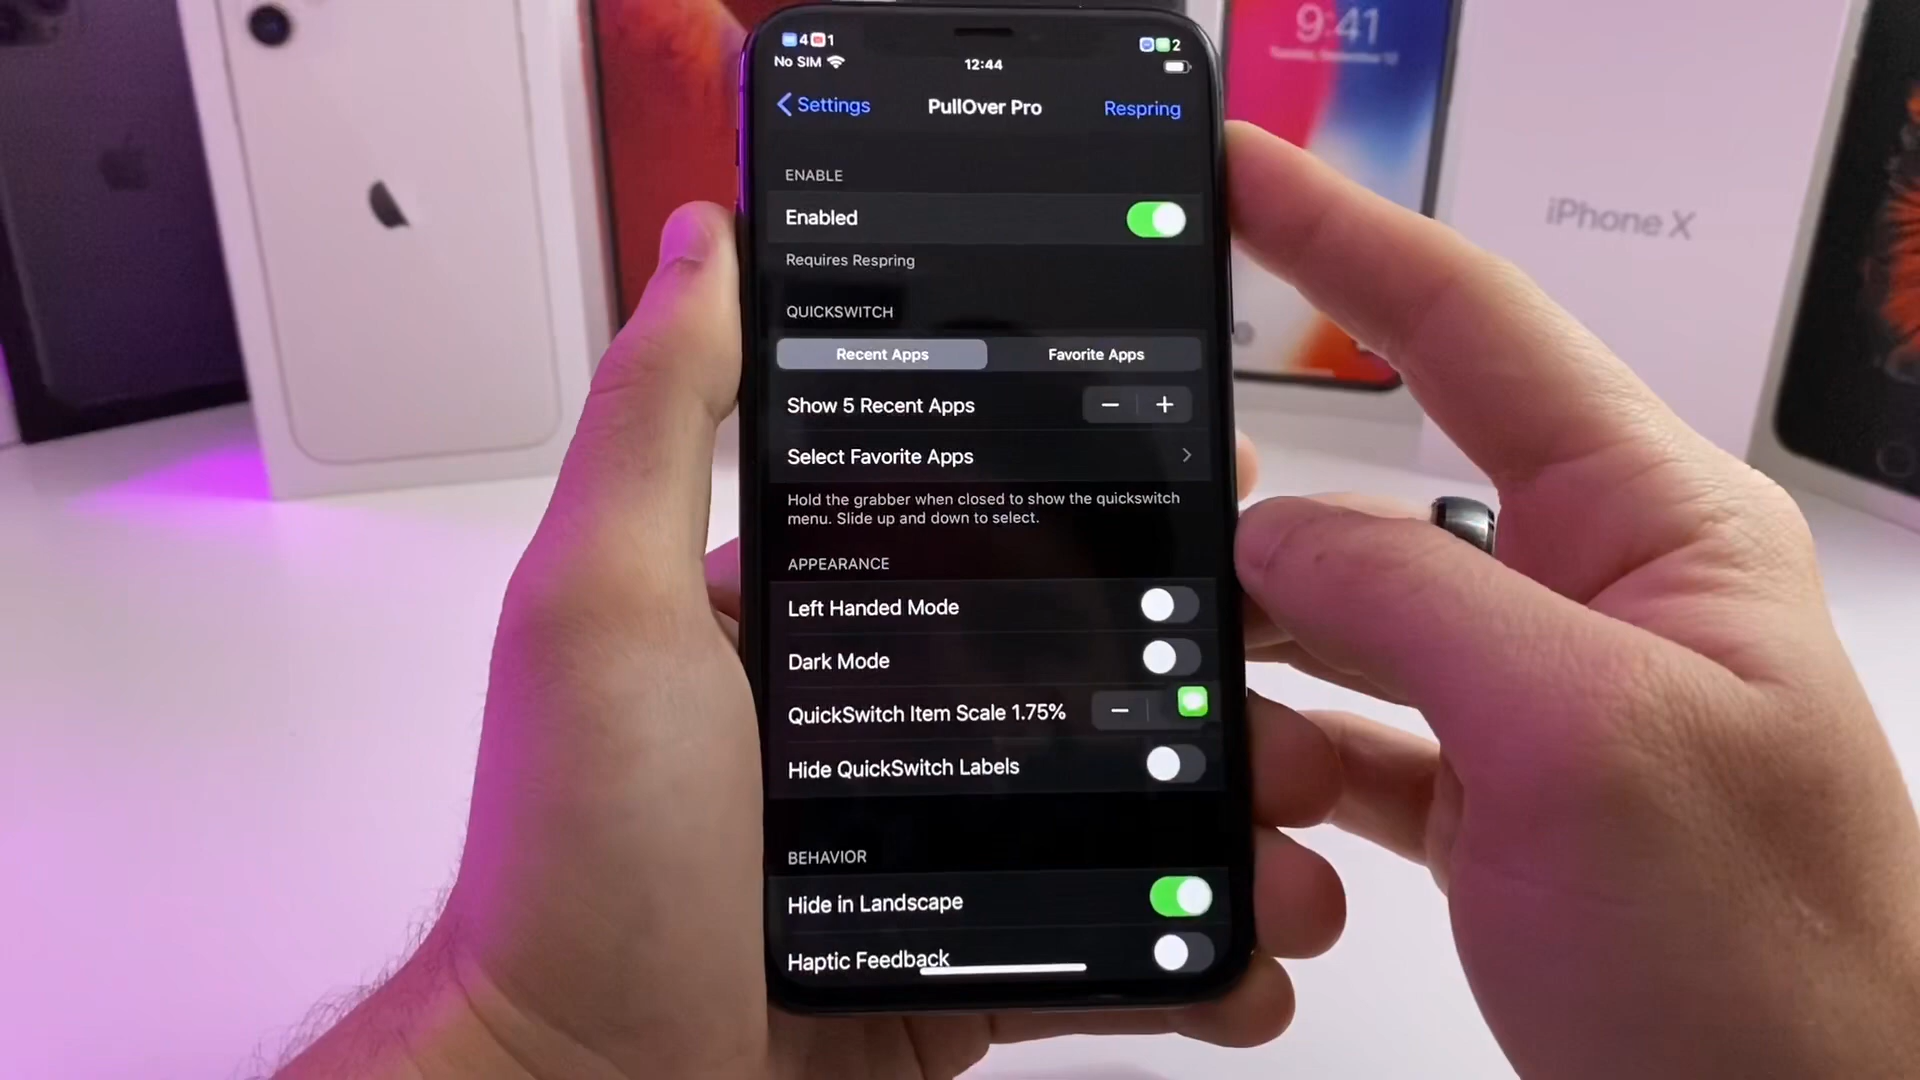 9:41
4 1
2
No SIM
12:44
Settings
PullOver Pro
Respring
ENABLE
Enabled
Requires Respring
iPhone X
QUICKSWITCH
Recent Apps
Favorite Apps
Show 5 Recent Apps
− +
Select Favorite Apps
Hold the grabber when closed to show the quickswitch
menu. Slide up and down to select.
APPEARANCE
Left Handed Mode
Dark Mode
QuickSwitch Item Scale 1.75%
−
Hide QuickSwitch Labels
BEHAVIOR
Hide in Landscape
Haptic Feedback